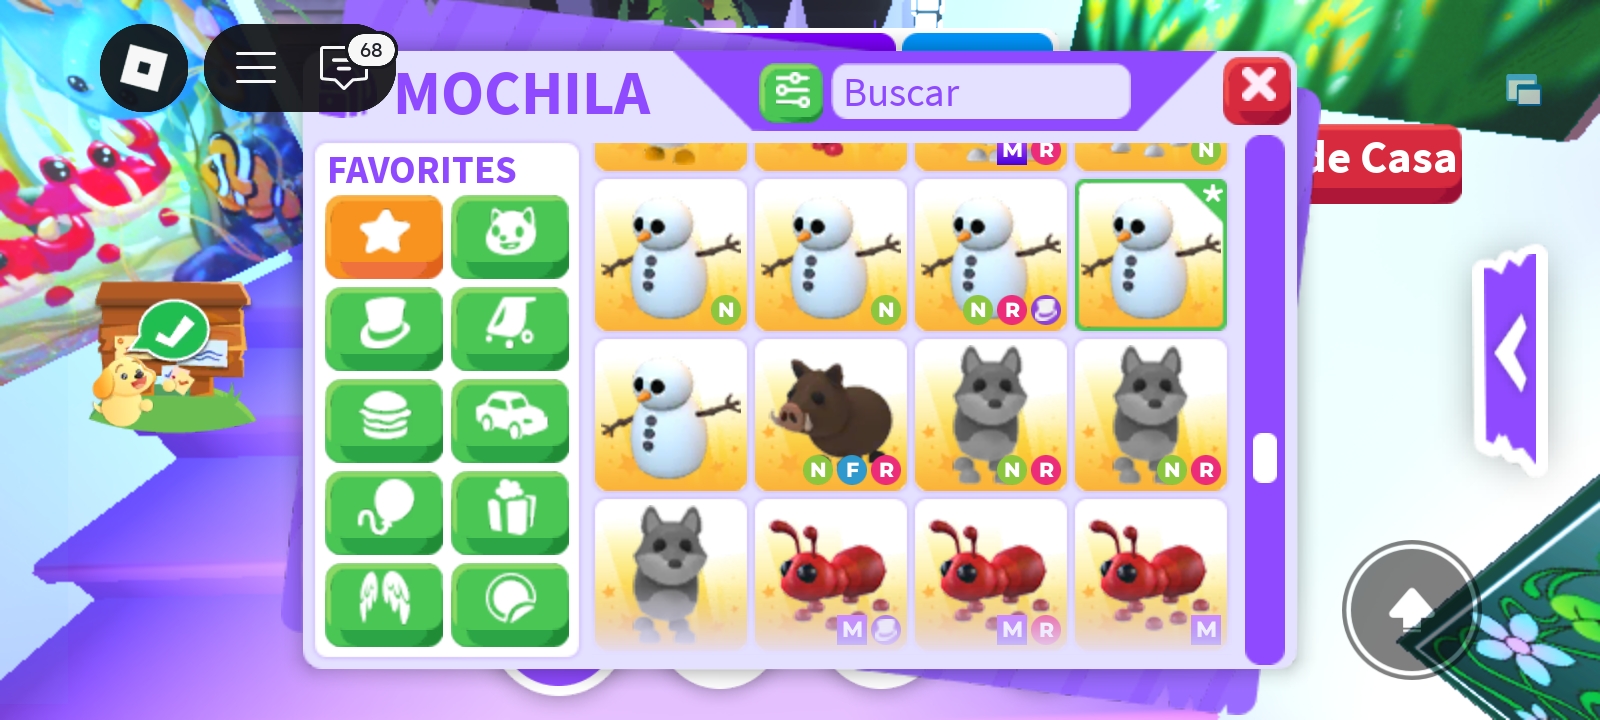 68
MOCHILA
Buscar
FAVORITES
de Casa
M R
N
N
N
N R
N F R
N R
N R
M
M R
M